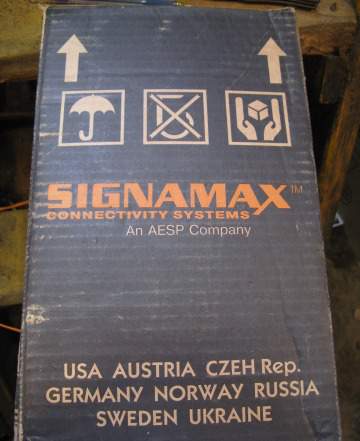 SIGNAMAX™
CONNECTIVITY SYSTEMS
An AESP Company
USA AUSTRIA CZEH Rep.
GERMANY NORWAY RUSSIA
SWEDEN UKRAINE